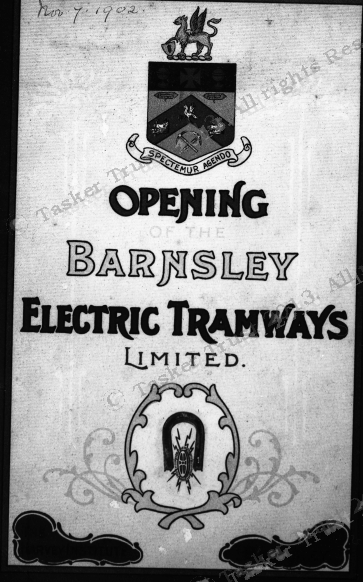 Nov 7. 1902.
SPECTEMUR AGENDO
OPENING
OF THE
BARNSLEY
ELECTRIC TRAMWAYS
LIMITED.